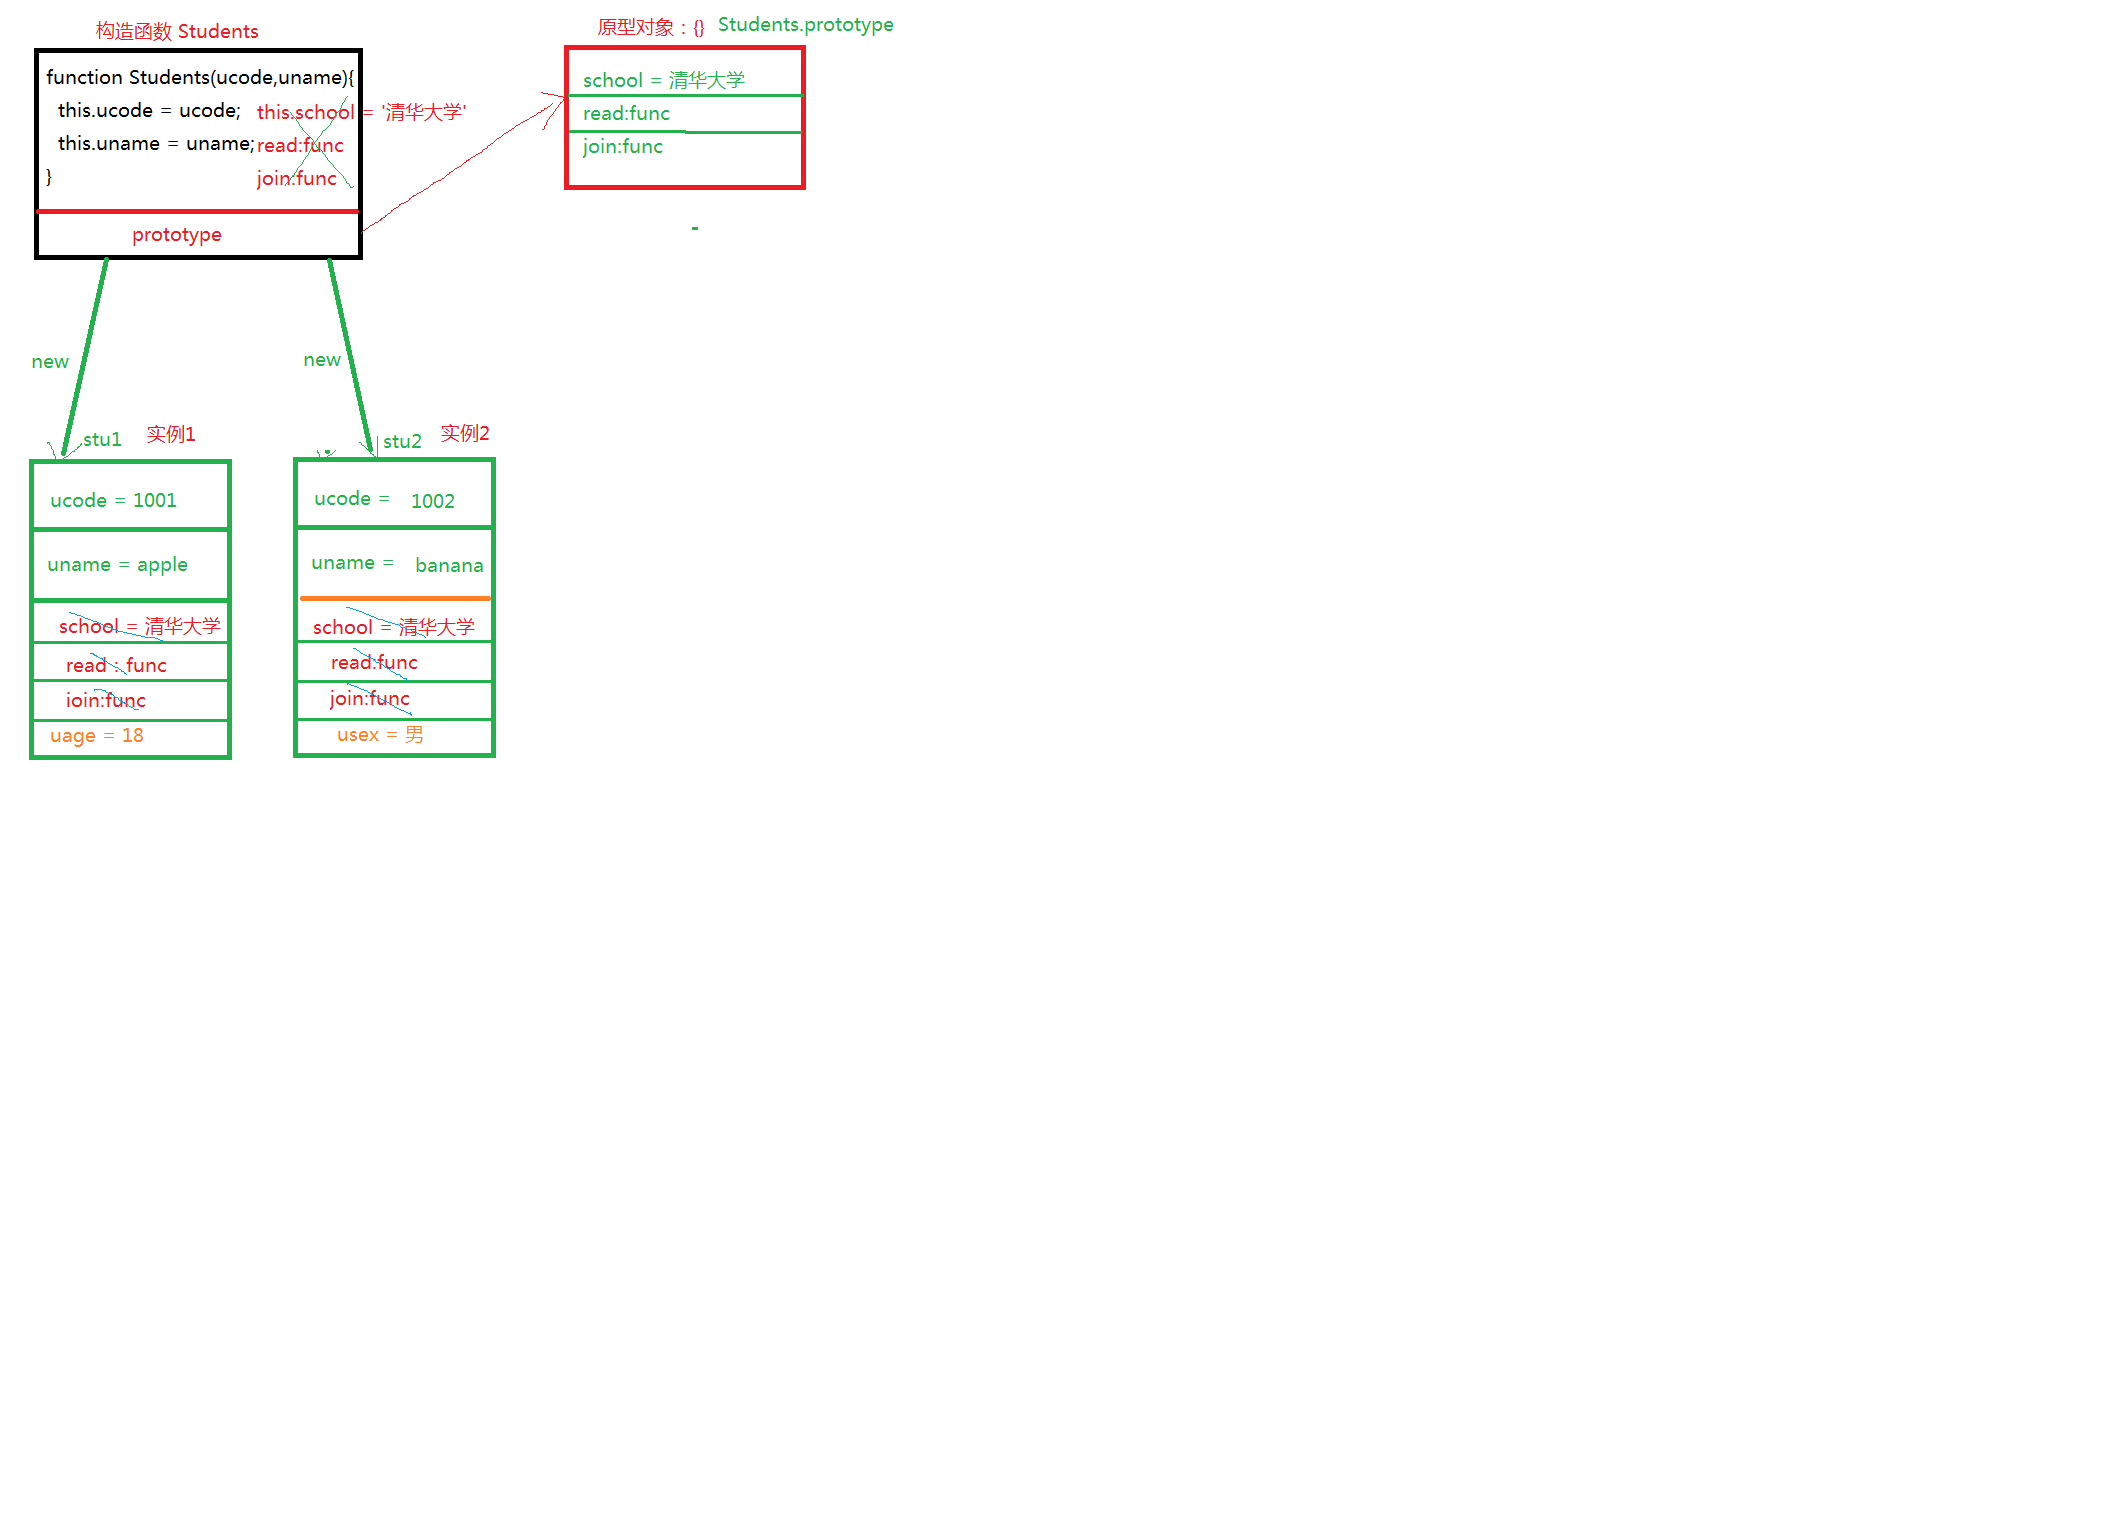 构造函数 Students
function Students(ucode,uname){
this.ucode = ucode; this.school = '清华大学'
this.uname = uname; read:func
} join:func
prototype
原型对象：{} Students.prototype
school = 清华大学
read:func
join:func
new
new
stu1 实例1
ucode = 1001
uname = apple
school = 清华大学
read : func
ioin:func
uage = 18
stu2 实例2
ucode = 1002
uname = banana
school = 清华大学
read:func
join:func
usex = 男